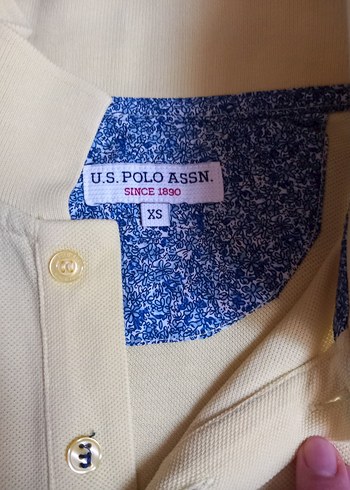 U.S. POLO ASSN.
SINCE 1890
XS